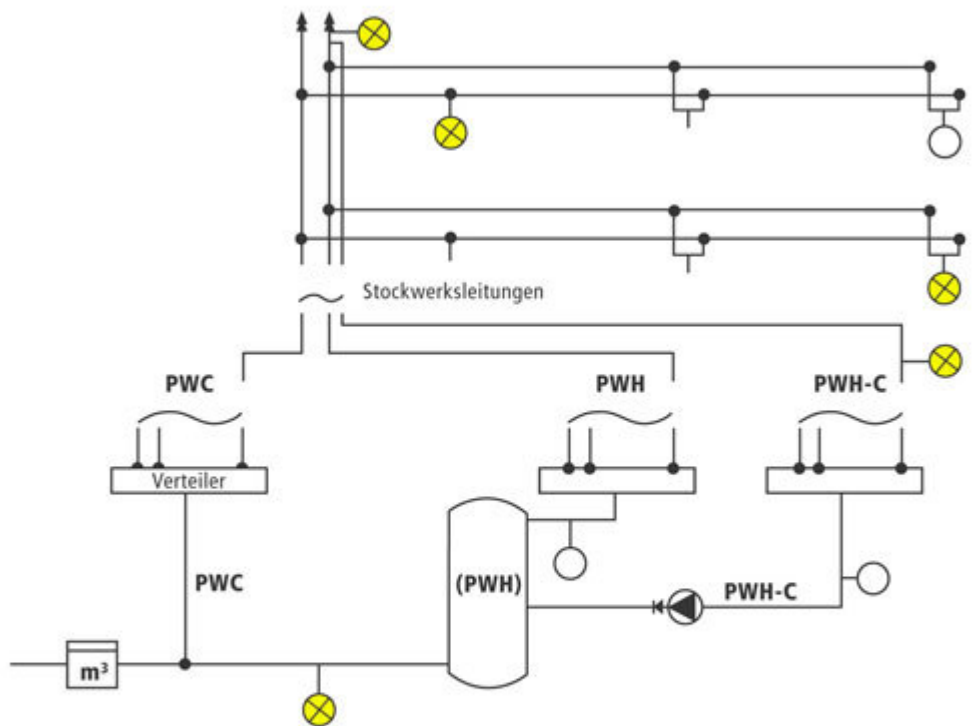 Stockwerksleitungen
PWC
PWH
PWH-C
Verteiler
PWC
(PWH)
PWH-C
m³